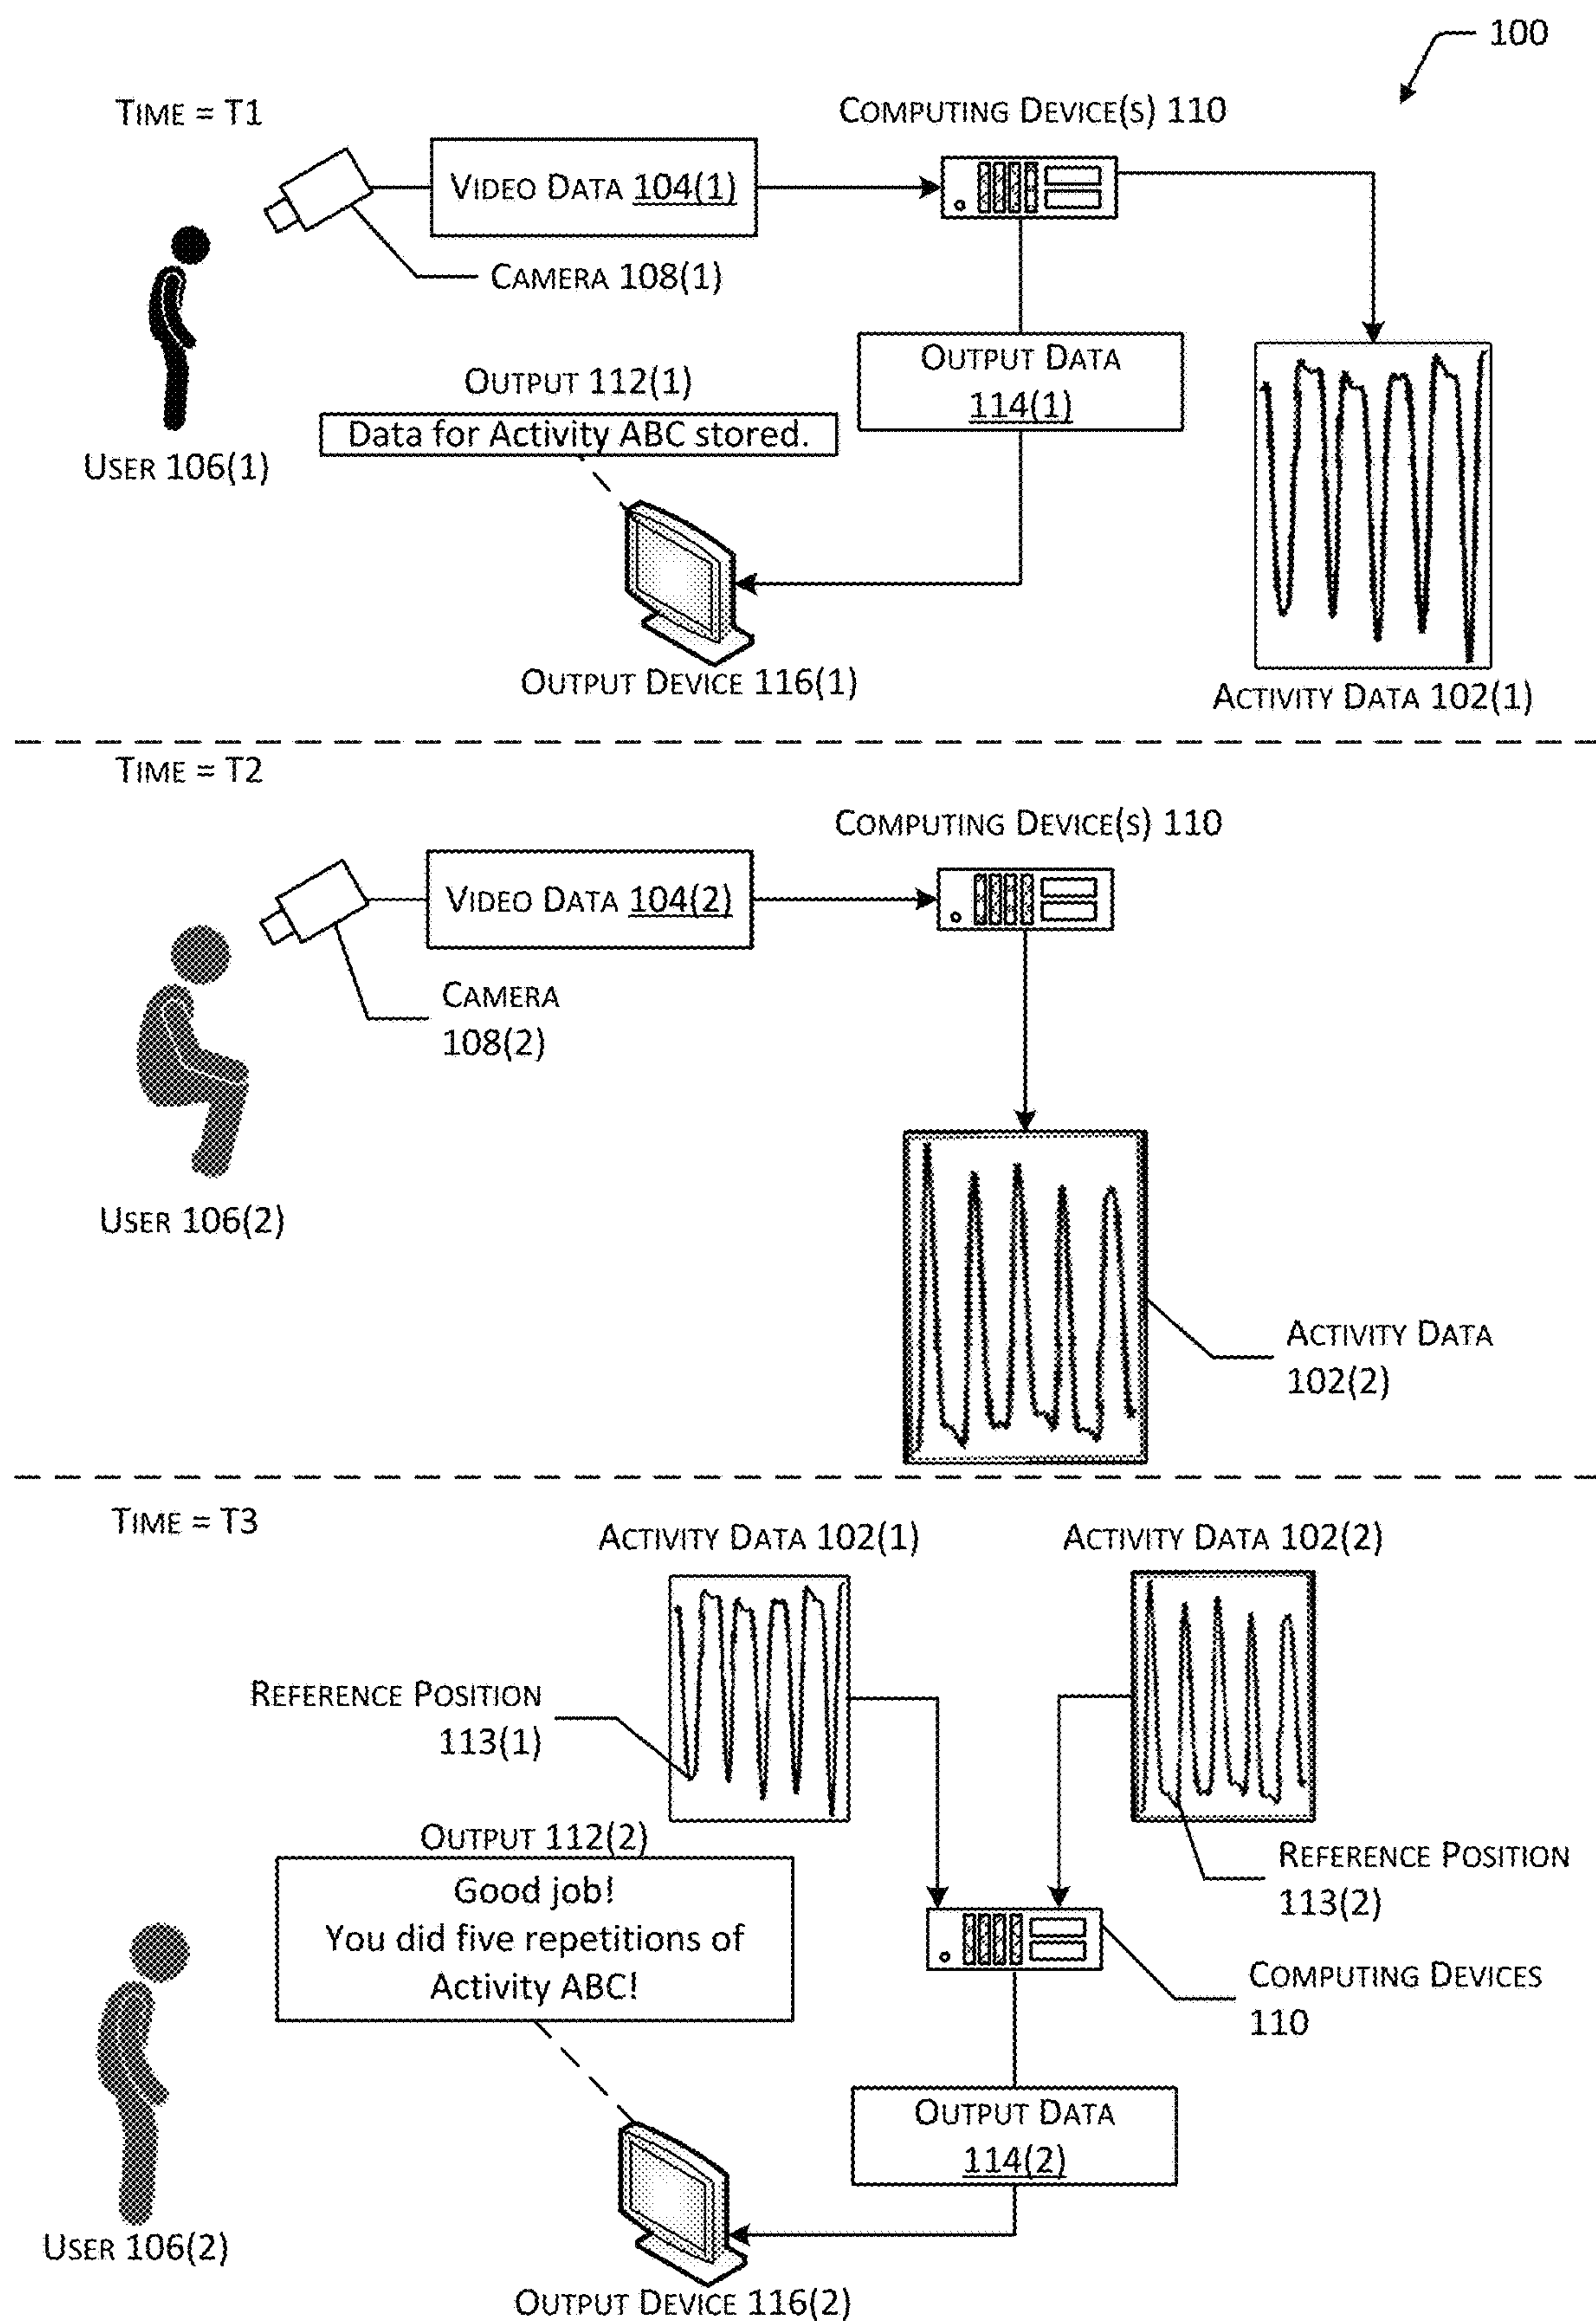 100
TIME = T1
COMPUTING DEVICE(S) 110
VIDEO DATA 104(1)
CAMERA 108(1)
OUTPUT DATA
114(1)
OUTPUT 112(1)
Data for Activity ABC stored.
USER 106(1)
OUTPUT DEVICE 116(1)
ACTIVITY DATA 102(1)
TIME = T2
COMPUTING DEVICE(S) 110
VIDEO DATA 104(2)
CAMERA
108(2)
USER 106(2)
ACTIVITY DATA
102(2)
TIME = T3
ACTIVITY DATA 102(1)
ACTIVITY DATA 102(2)
REFERENCE POSITION
113(1)
OUTPUT 112(2)
Good job!
You did five repetitions of
Activity ABC!
REFERENCE POSITION
113(2)
COMPUTING DEVICES
110
OUTPUT DATA
114(2)
USER 106(2)
OUTPUT DEVICE 116(2)